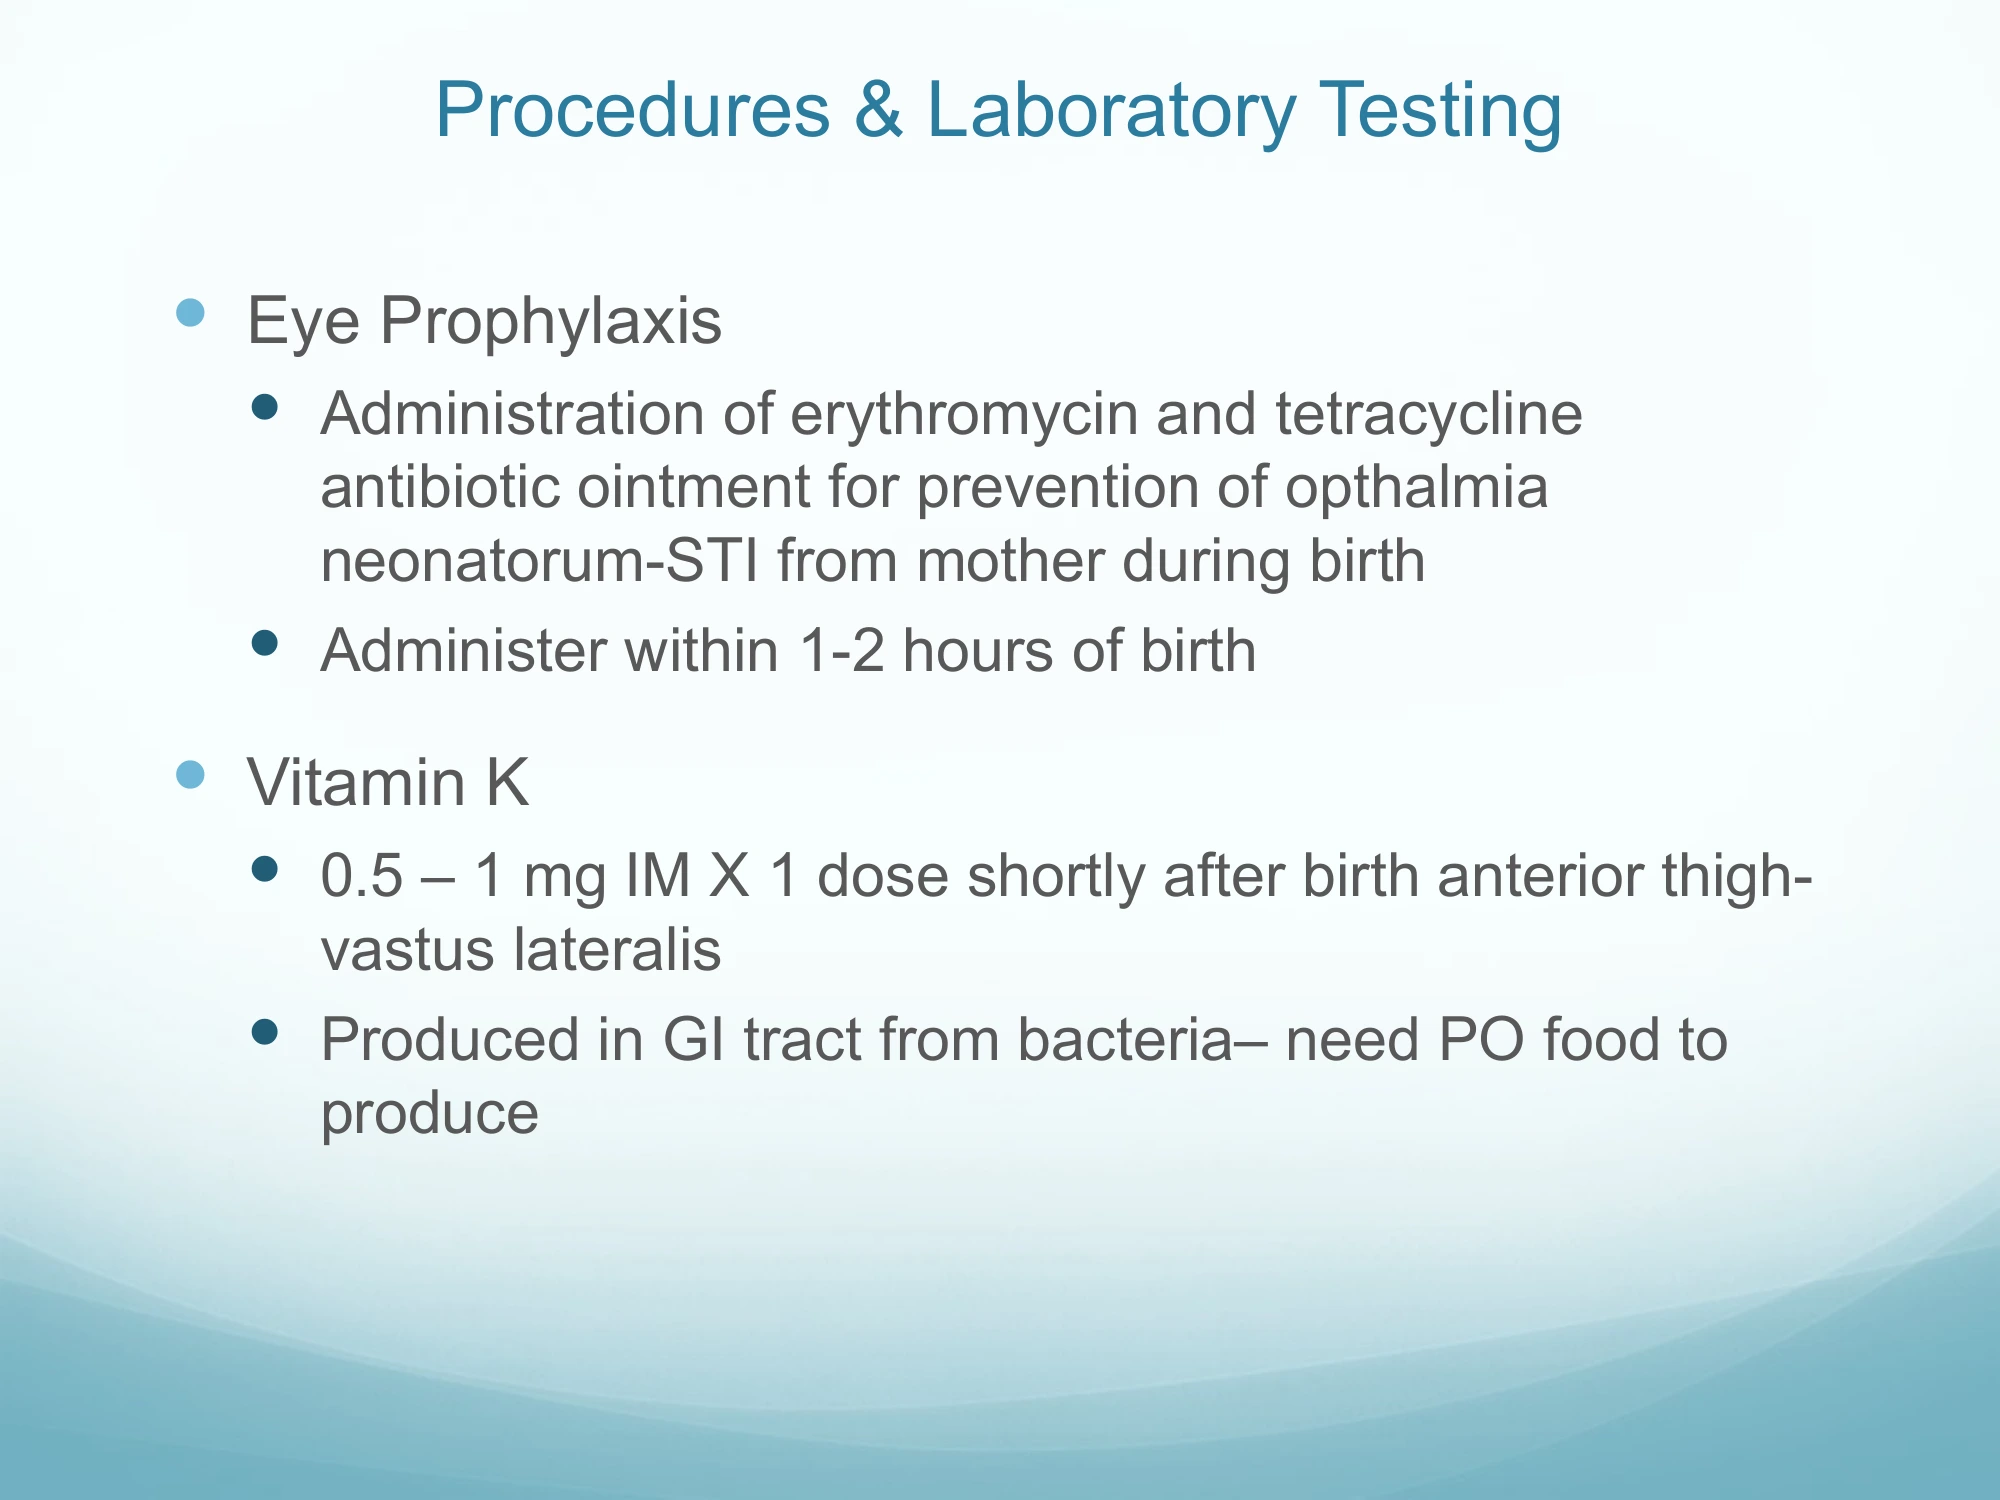 Procedures & Laboratory Testing
• Eye Prophylaxis
• Administration of erythromycin and tetracycline
antibiotic ointment for prevention of opthalmia
neonatorum-STI from mother during birth
• Administer within 1-2 hours of birth
• Vitamin K
• 0.5 – 1 mg IM X 1 dose shortly after birth anterior thigh-
vastus lateralis
• Produced in GI tract from bacteria– need PO food to
produce